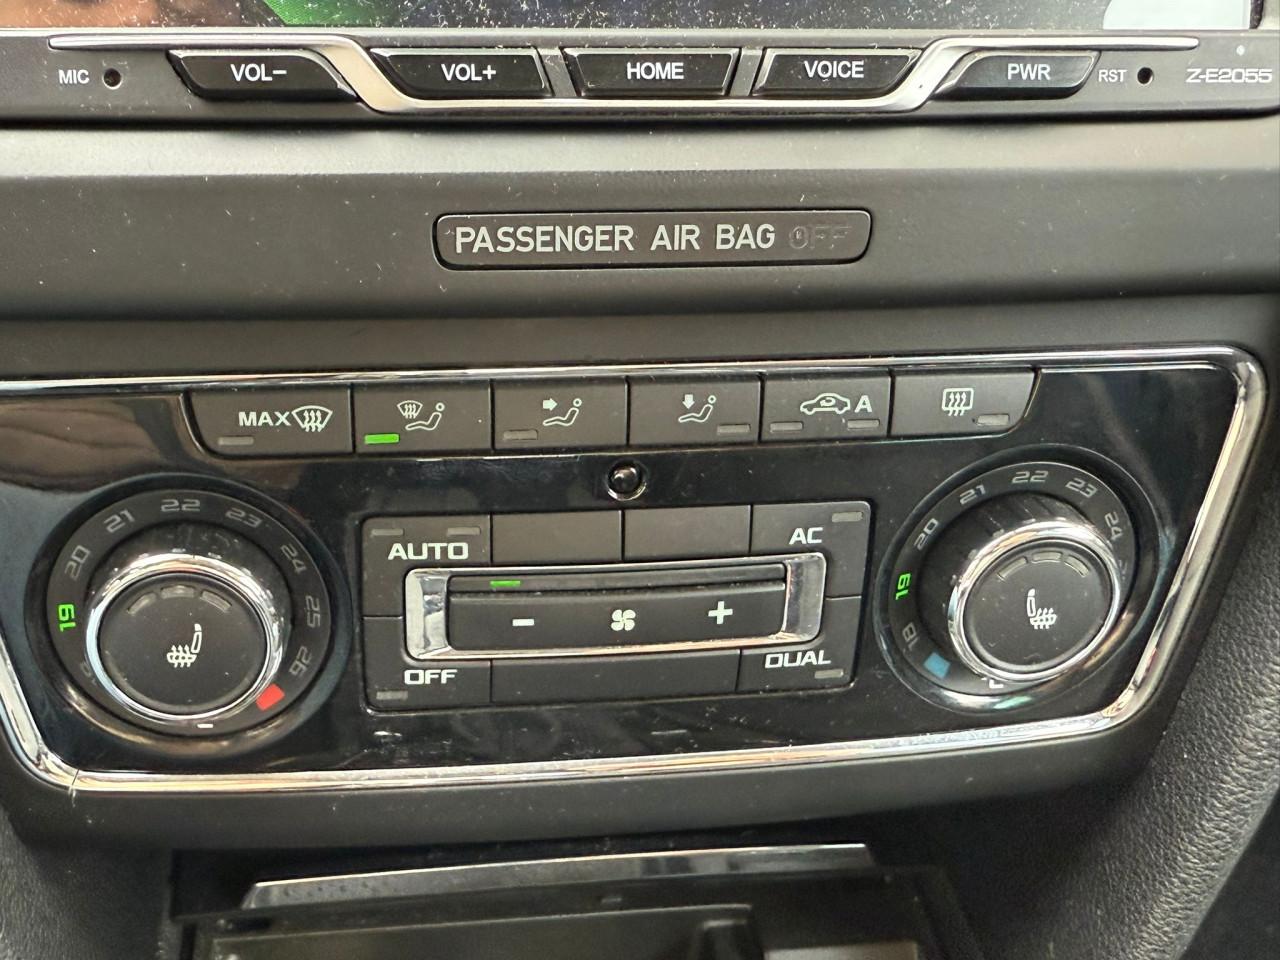 MIC VOL− VOL+ HOME VOICE PWR RST Z-E2055
PASSENGER AIR BAG OFF
MAX A
AUTO AC
− +
OFF DUAL
19 20 21 22 23 24 25 26
18 19 20 21 22 23 24